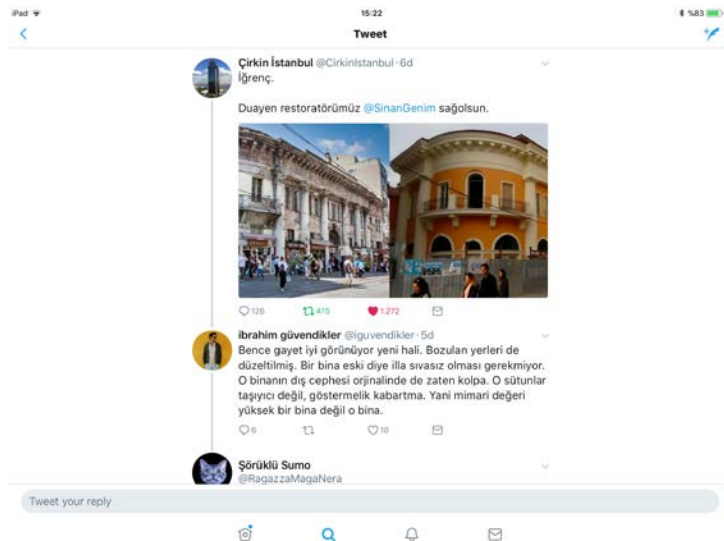 iPad
15:22
%83
Tweet
Çirkin İstanbul @CirkinIstanbul · 6d
İğrenç.
Duayen restoratörümüz @SinanGenim sağolsun.
126 475 1.272
ibrahim güvendikler @iguvendikler · 5d
Bence gayet iyi görünüyor yeni hali. Bozulan yerleri de
düzeltilmiş. Bir bina eski diye illa sıvasız olması gerekmiyor.
O binanın dış cephesi orjinalinde de zaten kolpa. O sütunlar
taşıyıcı değil, göstermelik kabartma. Yani mimari değeri
yüksek bir bina değil o bina.
6 10
Şörüklü Sumo
@RagazzaMagaNera
Tweet your reply